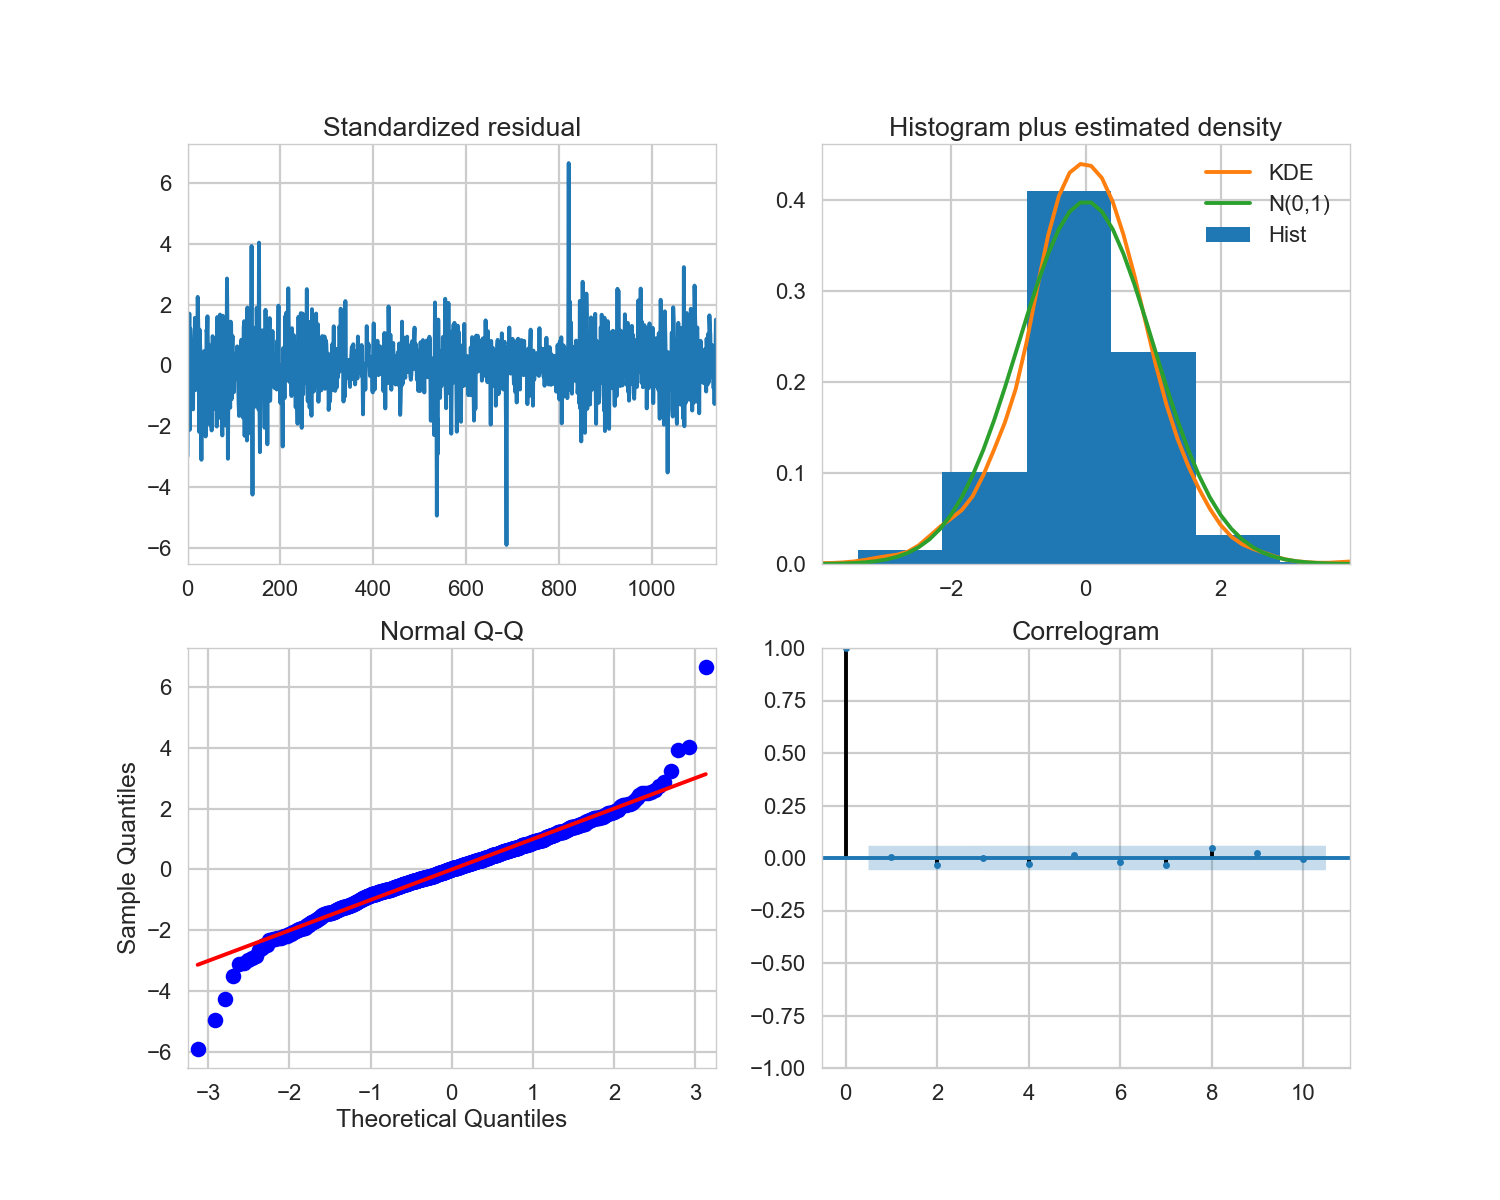 Standardized residual
6
4
2
0
−2
−4
−6
0 200 400 600 800 1000
Histogram plus estimated density
KDE
N(0,1)
Hist
0.4
0.3
0.2
0.1
0.0
−2 0 2
Normal Q-Q
Sample Quantiles
6
4
2
0
−2
−4
−6
−3 −2 −1 0 1 2 3
Theoretical Quantiles
Correlogram
1.00
0.75
0.50
0.25
0.00
−0.25
−0.50
−0.75
−1.00
0 2 4 6 8 10